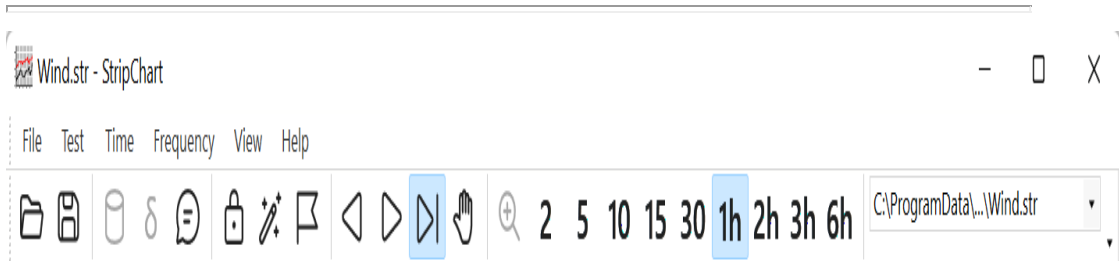 Wind.str - StripChart
File Test Time Frequency View Help
δ 2 5 10 15 30 1h 2h 3h 6h C:\ProgramData\...\Wind.str